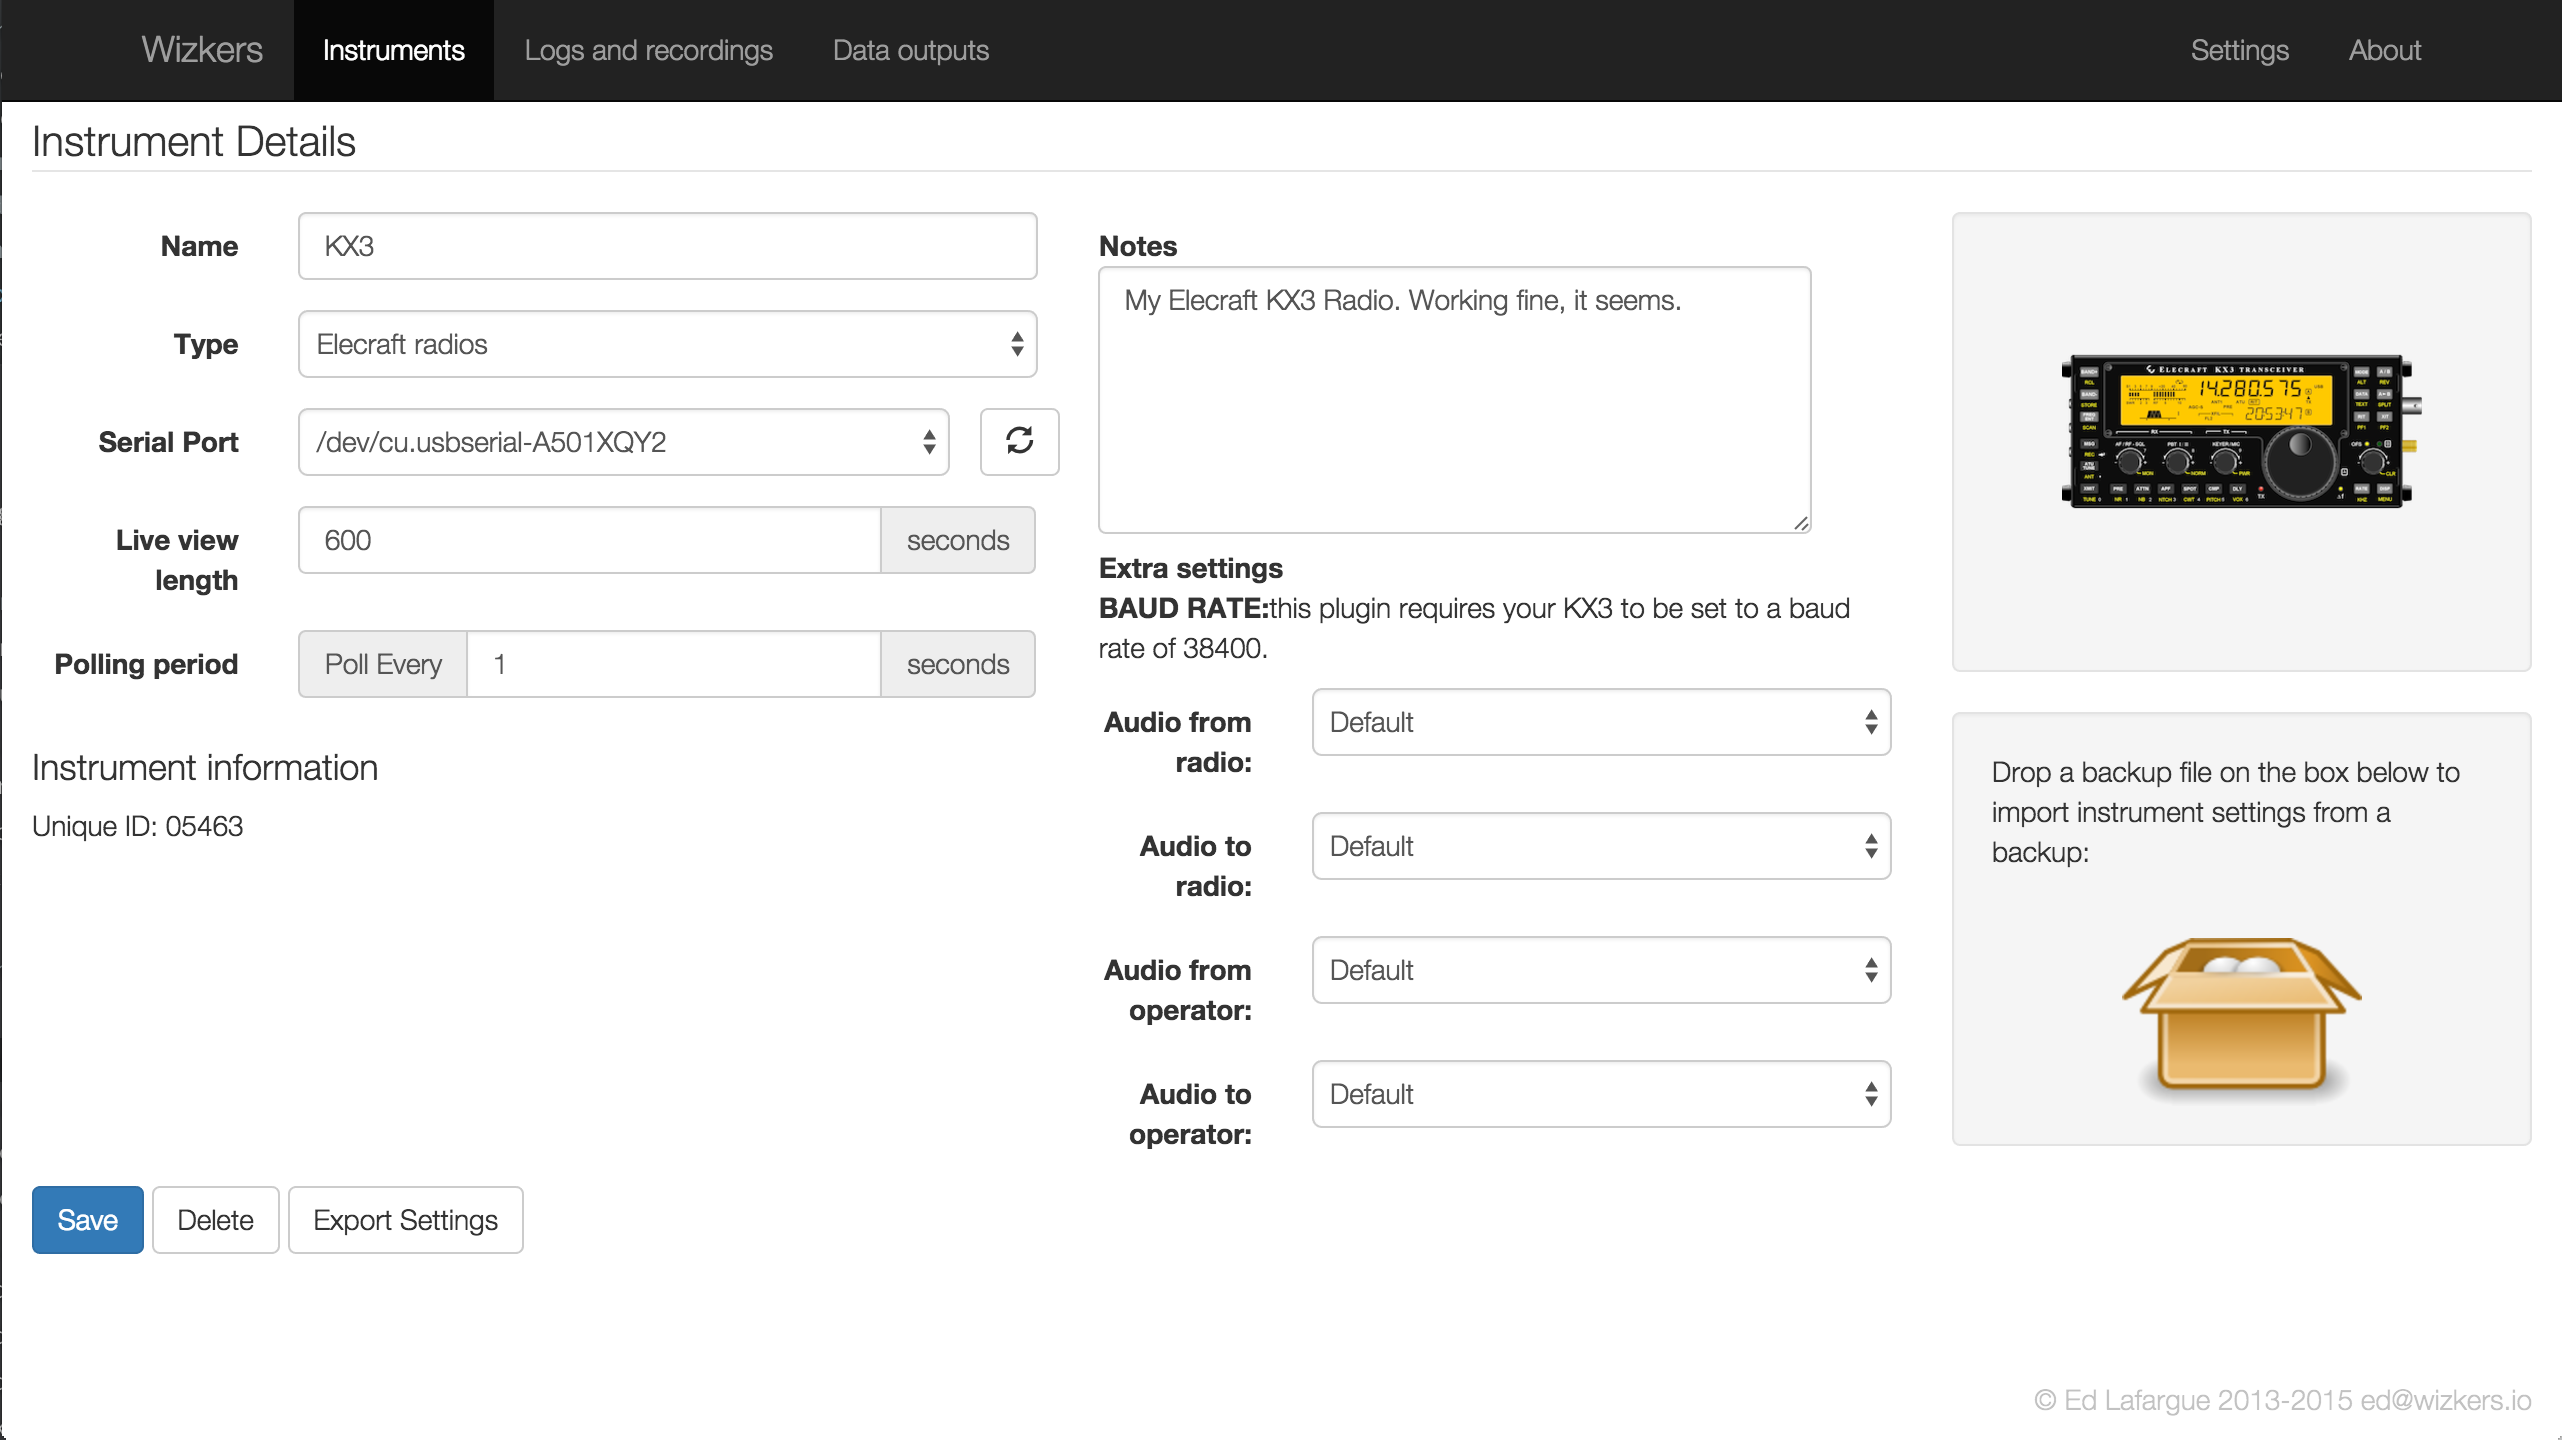 Wizkers
Instruments
Logs and recordings
Data outputs
Settings
About
Instrument Details
Name
KX3
Type
Elecraft radios
Serial Port
/dev/cu.usbserial-A501XQY2
Live view
length
600
seconds
Polling period
Poll Every
1
seconds
Instrument information
Unique ID: 05463
Notes
My Elecraft KX3 Radio. Working fine, it seems.
Extra settings
BAUD RATE:this plugin requires your KX3 to be set to a baud
rate of 38400.
Audio from
radio:
Default
Audio to
radio:
Default
Audio from
operator:
Default
Audio to
operator:
Default
ELECRAFT KX3 TRANSCEIVER
14.280.575
20:53:47
Drop a backup file on the box below to
import instrument settings from a
backup:
Save
Delete
Export Settings
© Ed Lafargue 2013-2015 ed@wizkers.io